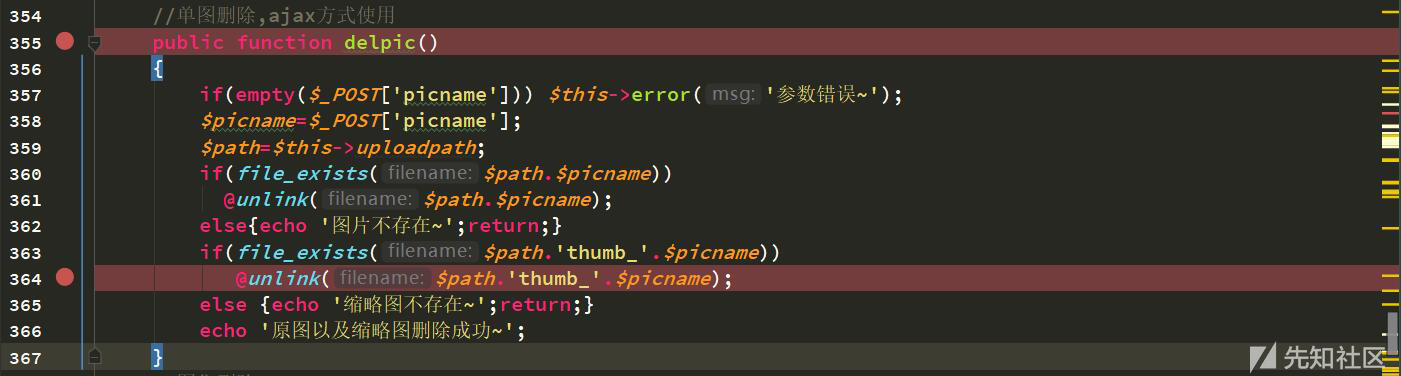 354 //单图删除,ajax方式使用
355 public function delpic()
356 {
357 if(empty($_POST['picname'])) $this->error( msg: '参数错误~');
358 $picname=$_POST['picname'];
359 $path=$this->uploadpath;
360 if(file_exists( filename: $path.$picname))
361 @unlink( filename: $path.$picname);
362 else{echo '图片不存在~';return;}
363 if(file_exists( filename: $path.'thumb_'.$picname))
364 @unlink( filename: $path.'thumb_'.$picname);
365 else {echo '缩略图不存在~';return;}
366 echo '原图以及缩略图删除成功~';
367 }
先知社区